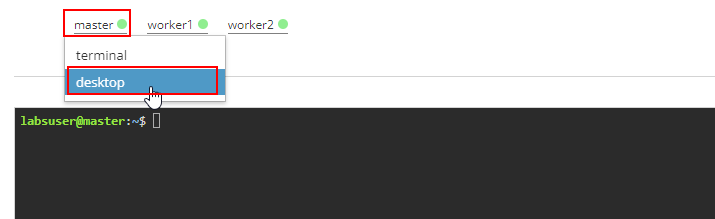 master worker1 worker2
terminal
desktop
labsuser@master:~$